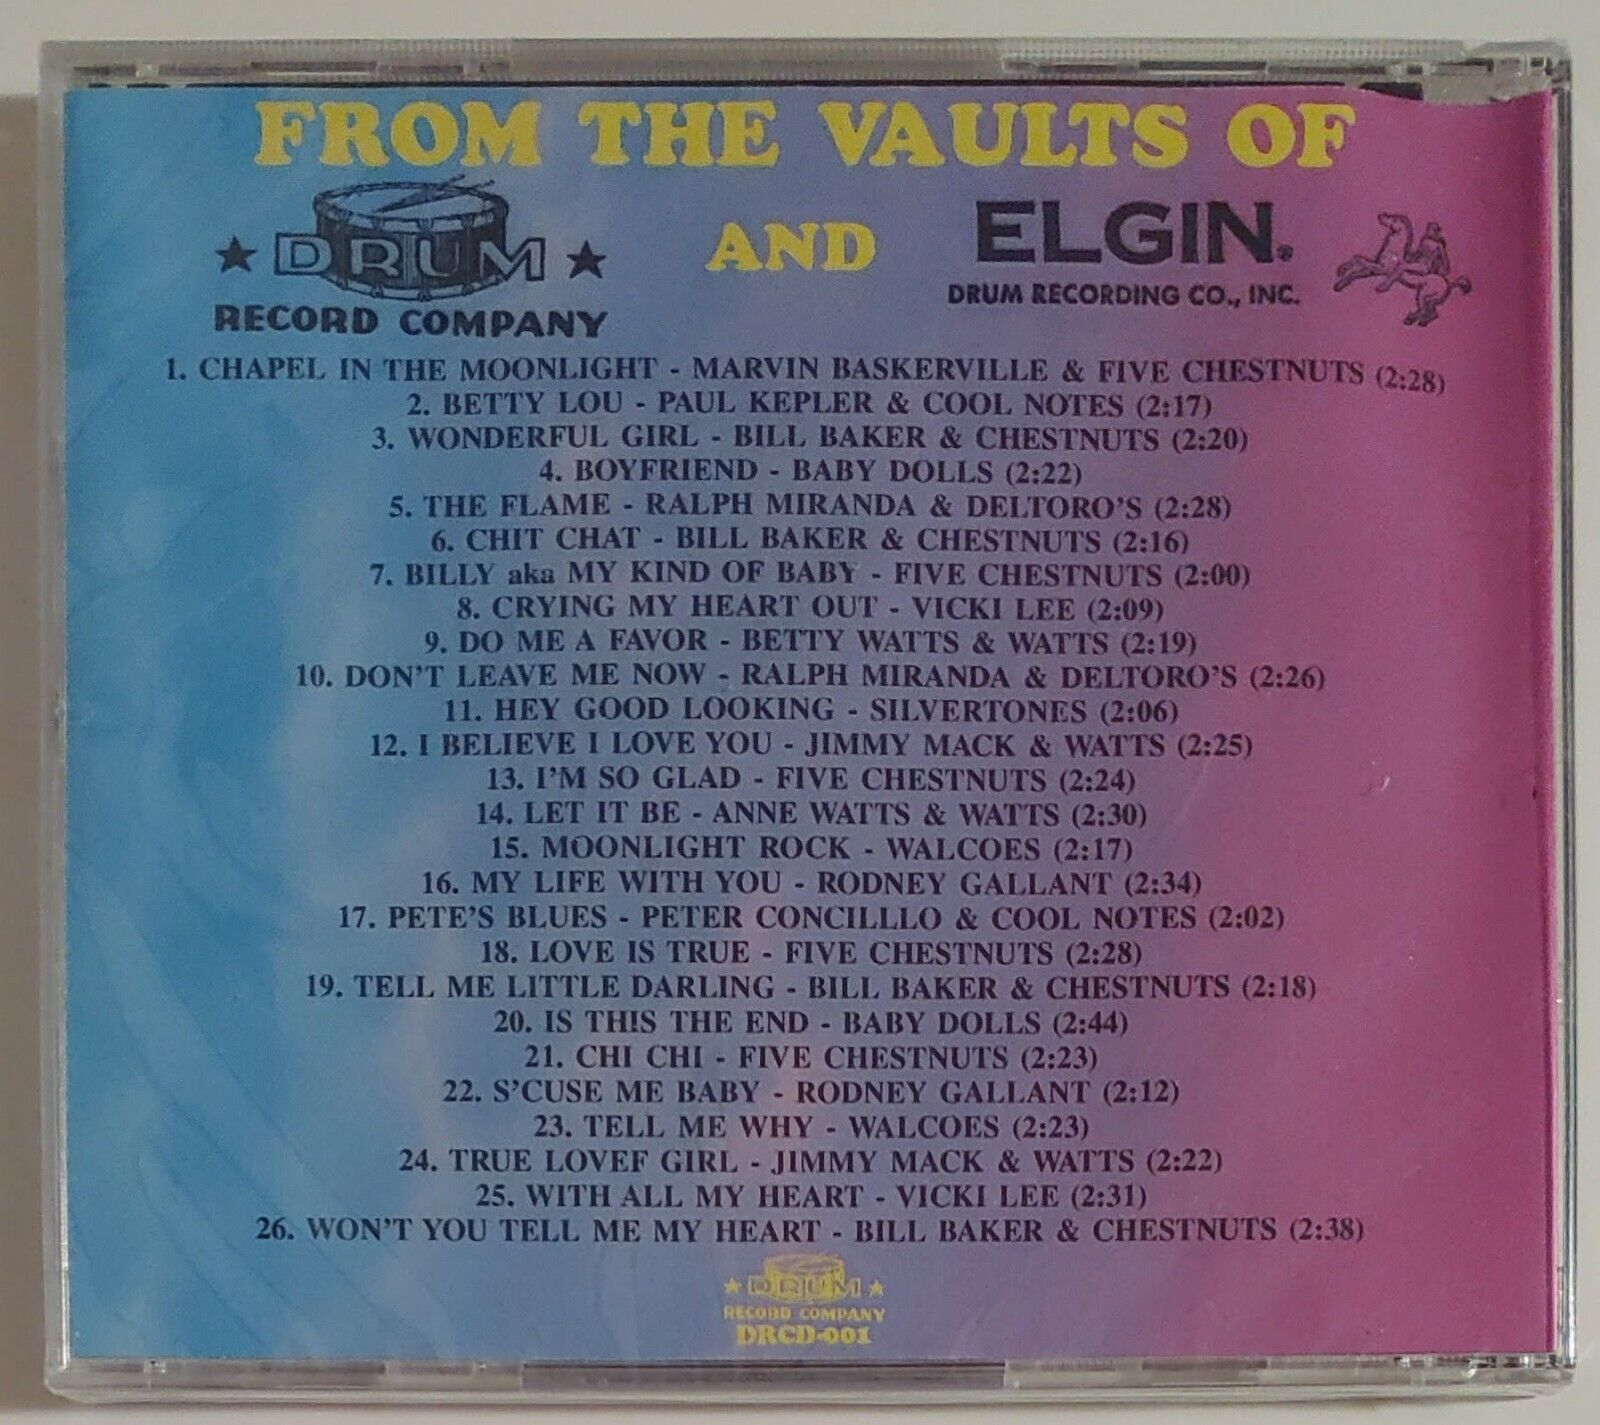 FROM THE VAULTS OF
★ DRUM ★
RECORD COMPANY
AND
ELGIN®
DRUM RECORDING CO., INC.
1. CHAPEL IN THE MOONLIGHT - MARVIN BASKERVILLE & FIVE CHESTNUTS (2:28)
2. BETTY LOU - PAUL KEPLER & COOL NOTES (2:17)
3. WONDERFUL GIRL - BILL BAKER & CHESTNUTS (2:20)
4. BOYFRIEND - BABY DOLLS (2:22)
5. THE FLAME - RALPH MIRANDA & DELTORO'S (2:28)
6. CHIT CHAT - BILL BAKER & CHESTNUTS (2:16)
7. BILLY aka MY KIND OF BABY - FIVE CHESTNUTS (2:00)
8. CRYING MY HEART OUT - VICKI LEE (2:09)
9. DO ME A FAVOR - BETTY WATTS & WATTS (2:19)
10. DON'T LEAVE ME NOW - RALPH MIRANDA & DELTORO'S (2:26)
11. HEY GOOD LOOKING - SILVERTONES (2:06)
12. I BELIEVE I LOVE YOU - JIMMY MACK & WATTS (2:25)
13. I'M SO GLAD - FIVE CHESTNUTS (2:24)
14. LET IT BE - ANNE WATTS & WATTS (2:30)
15. MOONLIGHT ROCK - WALCOES (2:17)
16. MY LIFE WITH YOU - RODNEY GALLANT (2:34)
17. PETE'S BLUES - PETER CONCILLLO & COOL NOTES (2:02)
18. LOVE IS TRUE - FIVE CHESTNUTS (2:28)
19. TELL ME LITTLE DARLING - BILL BAKER & CHESTNUTS (2:18)
20. IS TH!S THE END - BABY DOLLS (2:44)
21. CHI CHI - FIVE CHESTNUTS (2:23)
22. S'CUSE ME BABY - RODNEY GALLANT (2:12)
23. TELL ME WHY - WALCOES (2:23)
24. TRUE LOVEF GIRL - JIMMY MACK & WATTS (2:22)
25. WITH ALL MY HEART - VICKI LEE (2:31)
26. WON'T YOU TELL ME MY HEART - BILL BAKER & CHESTNUTS (2:38)
★ DRUM ★
RECORD COMPANY
DRCD-001